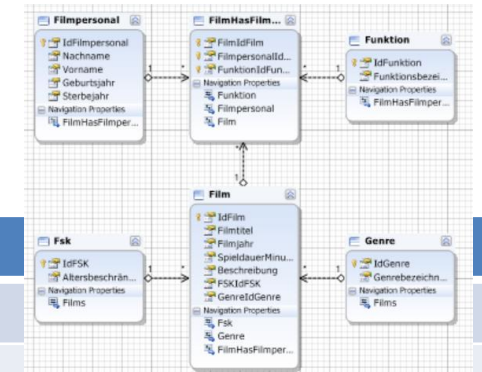 Filmpersonal
IdFilmpersonal
Nachname
Vorname
Geburtsjahr
Sterbejahr
Navigation Properties
FilmHasFilmper...
FilmHasFilm...
FilmIdFilm
FilmpersonalId...
FunktionIdFun...
Navigation Properties
Funktion
Filmpersonal
Film
Funktion
IdFunktion
Funktionsbezei...
Navigation Properties
FilmHasFilmper...
1
*
*
1
*
1
Fsk
IdFSK
Altersbeschrän...
Navigation Properties
Films
1
*
Film
IdFilm
Filmtitel
Filmjahr
SpieldauerMinu...
Beschreibung
FSKIdFSK
GenreIdGenre
Navigation Properties
Fsk
Genre
FilmHasFilmper...
*
1
Genre
IdGenre
Genrebezeichn...
Navigation Properties
Films